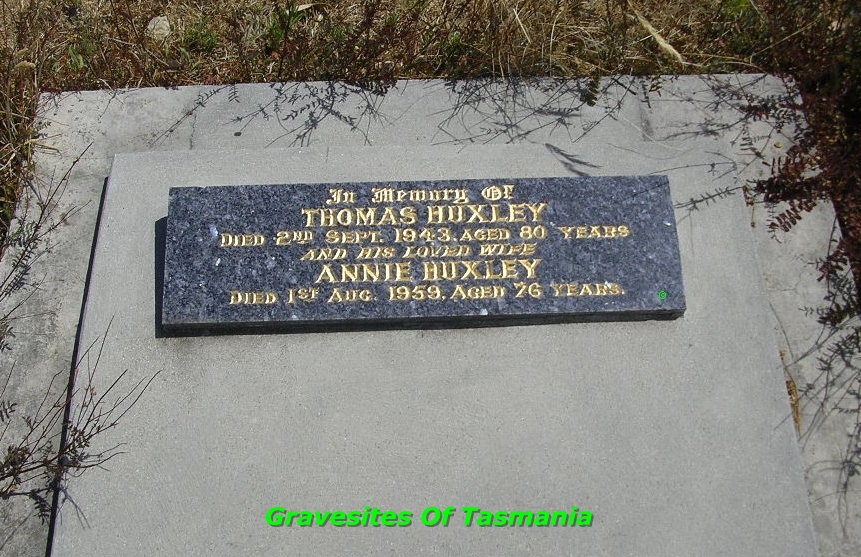 In Memory Of
THOMAS HUXLEY
DIED 2ND SEPT. 1943. AGED 80 YEARS
AND HIS LOVED WIFE
ANNIE HUXLEY
DIED 1ST AUG. 1959. AGED 76 YEARS.
©
Gravesites Of Tasmania